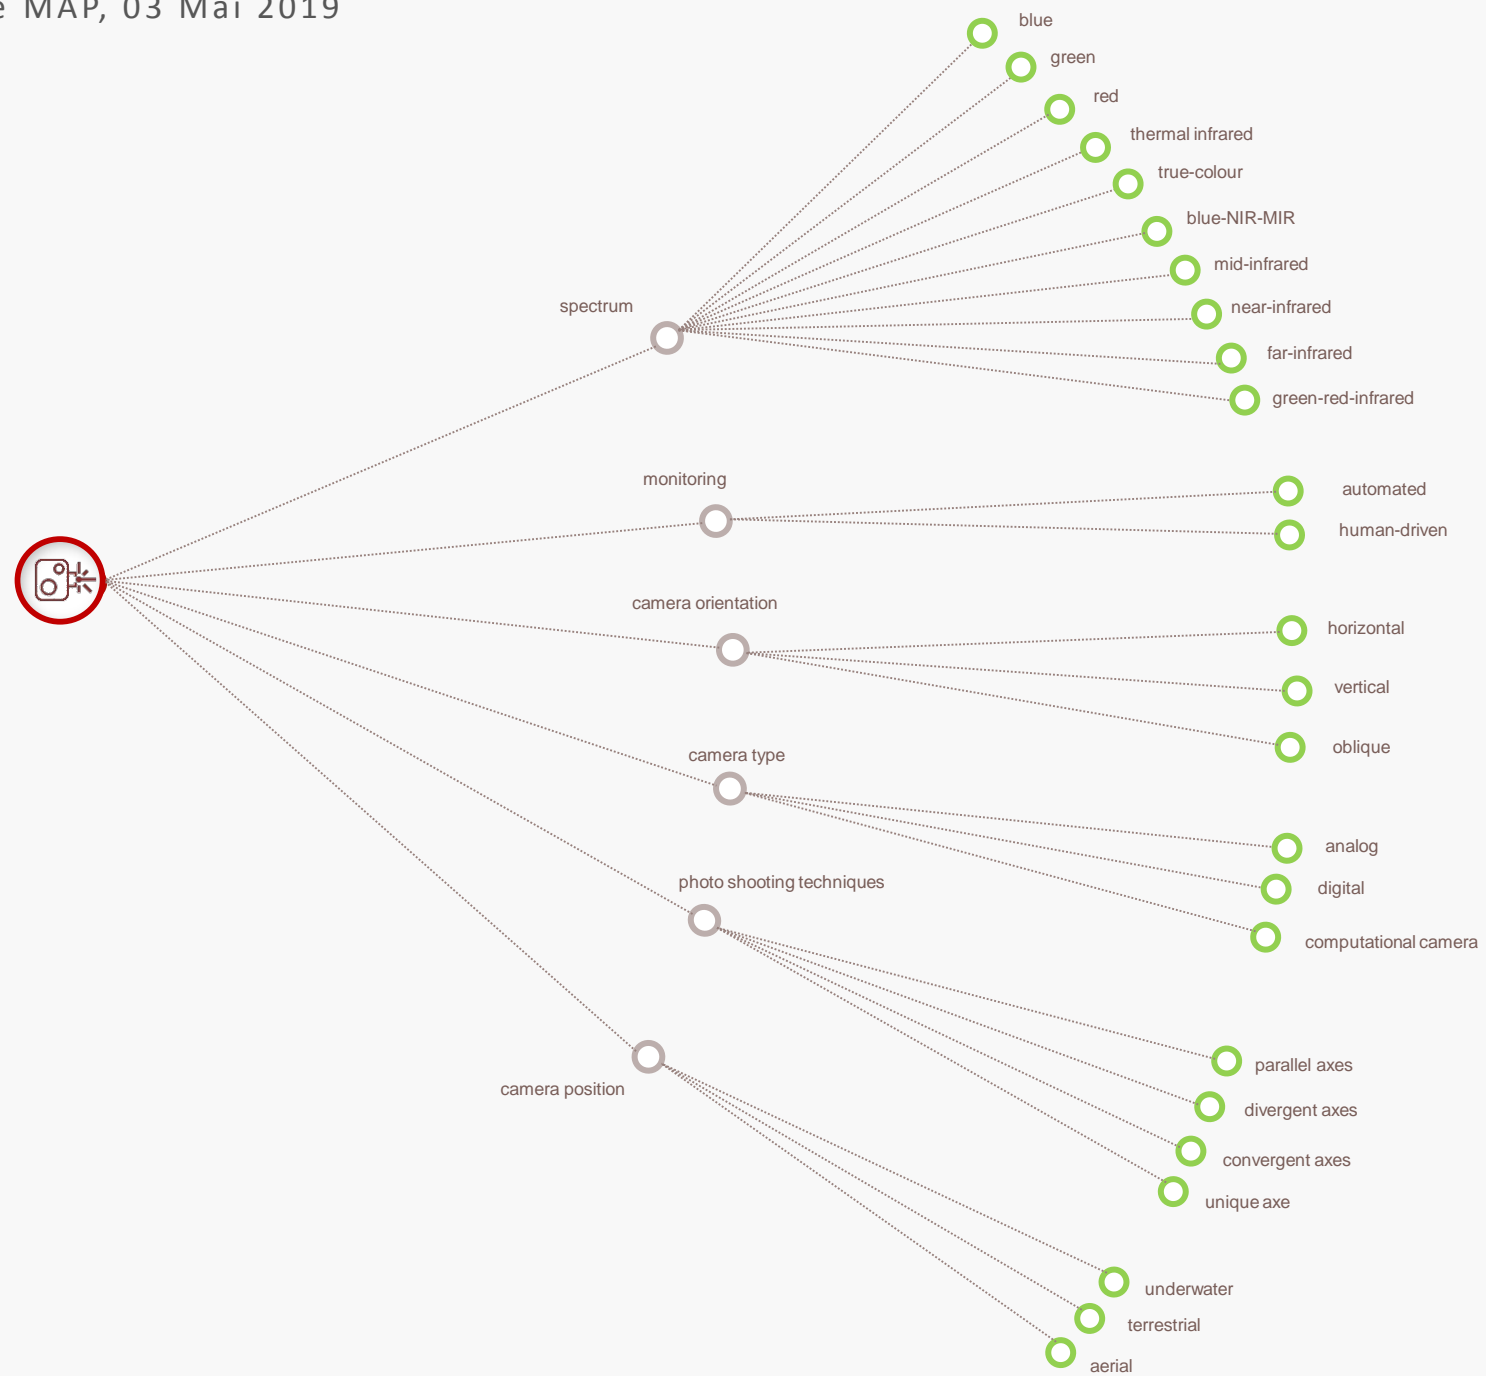 e MAP, 03 Mai 2019
blue
green
red
thermal infrared
true-colour
blue-NIR-MIR
mid-infrared
near-infrared
far-infrared
green-red-infrared
spectrum
monitoring
automated
human-driven
camera orientation
horizontal
vertical
oblique
camera type
analog
digital
computational camera
photo shooting techniques
parallel axes
divergent axes
convergent axes
unique axe
camera position
underwater
terrestrial
aerial